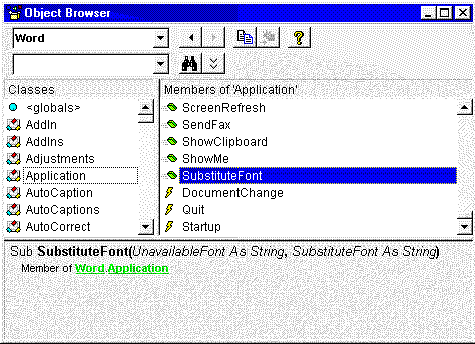 Object Browser
Word
Classes
Members of 'Application'
<globals>
AddIn
AddIns
Adjustments
Application
AutoCaption
AutoCaptions
AutoCorrect
ScreenRefresh
SendFax
ShowClipboard
ShowMe
SubstituteFont
DocumentChange
Quit
Startup
Sub SubstituteFont(UnavailableFont As String, SubstituteFont As String)
Member of Word.Application